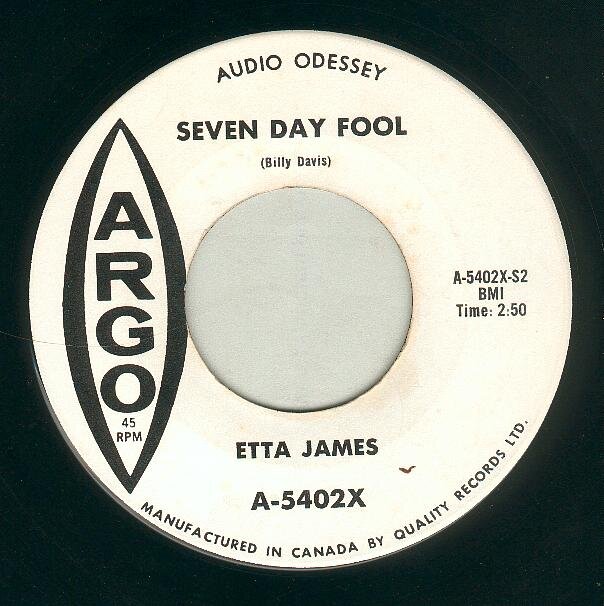 AUDIO ODESSEY
SEVEN DAY FOOL
(Billy Davis)
ARGO
45
RPM
A-5402X-S2
BMI
Time: 2:50
ETTA JAMES
A-5402X
MANUFACTURED IN CANADA BY QUALITY RECORDS LTD.